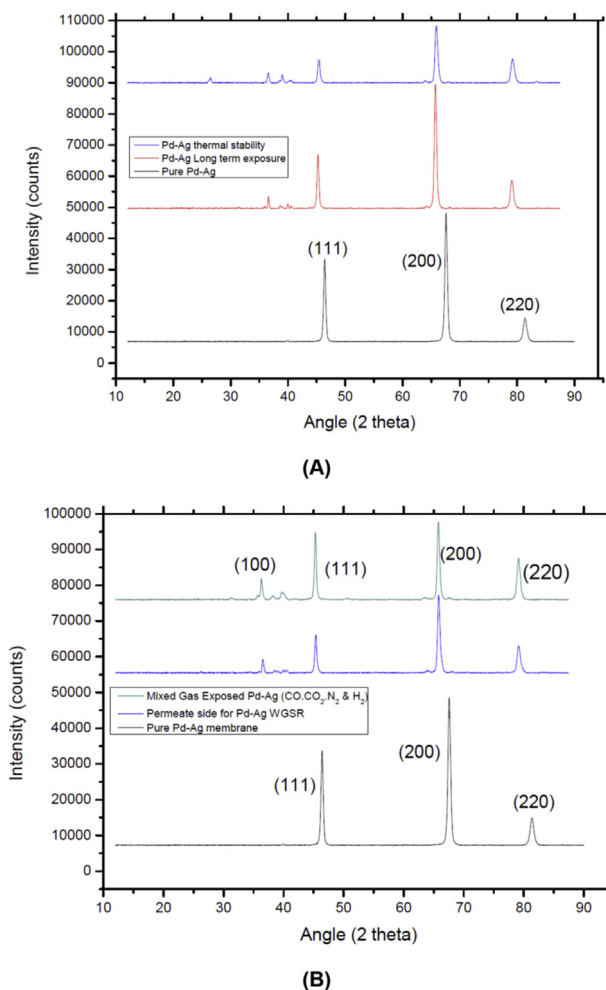 110000
100000
90000
80000
70000
60000
50000
40000
30000
20000
10000
0
Intensity (counts)
Pd-Ag thermal stability
Pd-Ag Long term exposure
Pure Pd-Ag
(111)
(200)
(220)
10 20 30 40 50 60 70 80 90
Angle (2 theta)
(A)
100000
90000
80000
70000
60000
50000
40000
30000
20000
10000
0
Intensity (counts)
(100)
(111)
(200)
(220)
Mixed Gas Exposed Pd-Ag (CO.CO₂.N₂ & H₂)
Permeate side for Pd-Ag WGSR
Pure Pd-Ag membrane
(111)
(200)
(220)
10 20 30 40 50 60 70 80 90
Angle (2 theta)
(B)